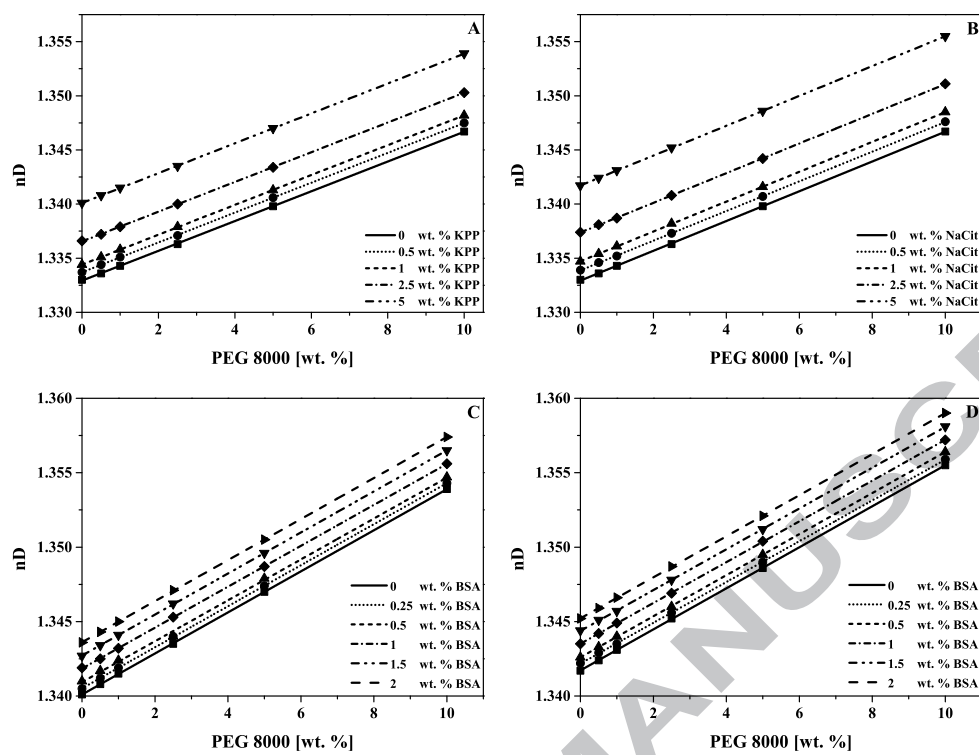 A
1.355
1.350
1.345
1.340
1.335
1.330
nD
0 wt. % KPP
0.5 wt. % KPP
1 wt. % KPP
2.5 wt. % KPP
5 wt. % KPP
0 2 4 6 8 10
PEG 8000 [wt. %]
B
1.355
1.350
1.345
1.340
1.335
1.330
nD
0 wt. % NaCit
0.5 wt. % NaCit
1 wt. % NaCit
2.5 wt. % NaCit
5 wt. % NaCit
0 2 4 6 8 10
PEG 8000 [wt. %]
C
1.360
1.355
1.350
1.345
1.340
nD
0 wt. % BSA
0.25 wt. % BSA
0.5 wt. % BSA
1 wt. % BSA
1.5 wt. % BSA
2 wt. % BSA
0 2 4 6 8 10
PEG 8000 [wt. %]
D
1.360
1.355
1.350
1.345
1.340
nD
0 wt. % BSA
0.25 wt. % BSA
0.5 wt. % BSA
1 wt. % BSA
1.5 wt. % BSA
2 wt. % BSA
0 2 4 6 8 10
PEG 8000 [wt. %]